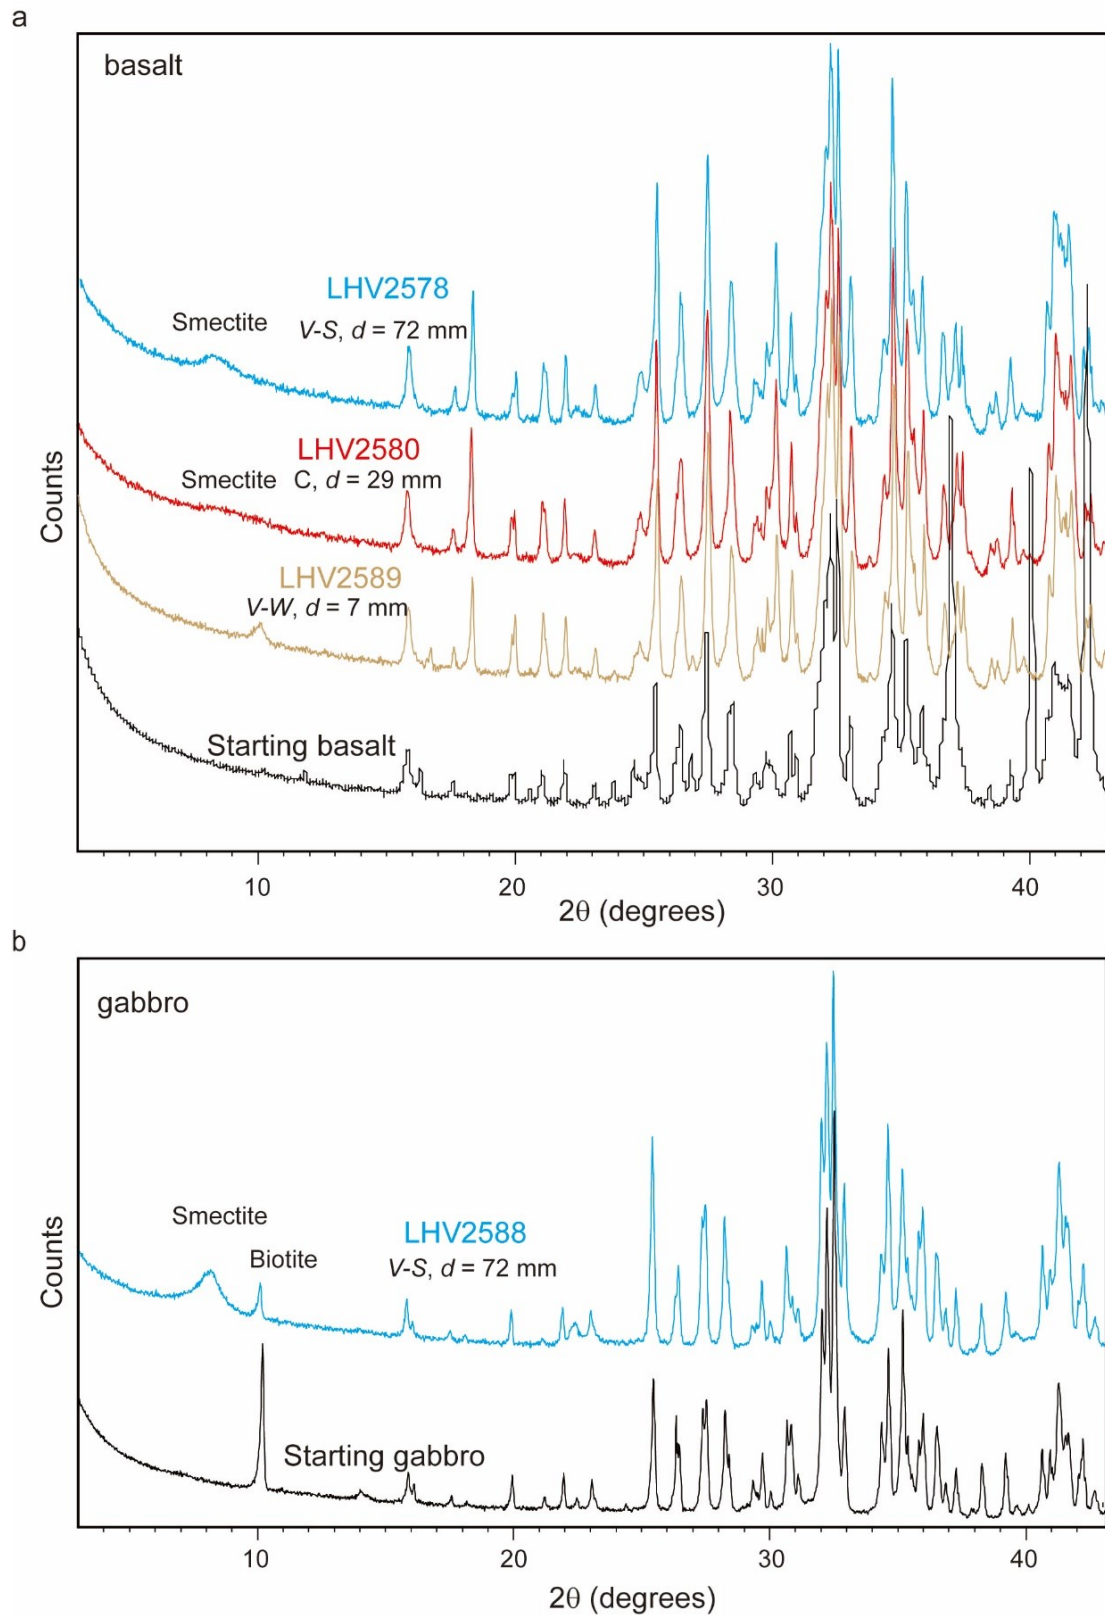 a
basalt
LHV2578
Smectite
V-S, d = 72 mm
LHV2580
Smectite
C, d = 29 mm
LHV2589
V-W, d = 7 mm
Starting basalt
Counts
10
20
30
40
2θ (degrees)
b
gabbro
Smectite
LHV2588
Biotite
V-S, d = 72 mm
Starting gabbro
Counts
10
20
30
40
2θ (degrees)